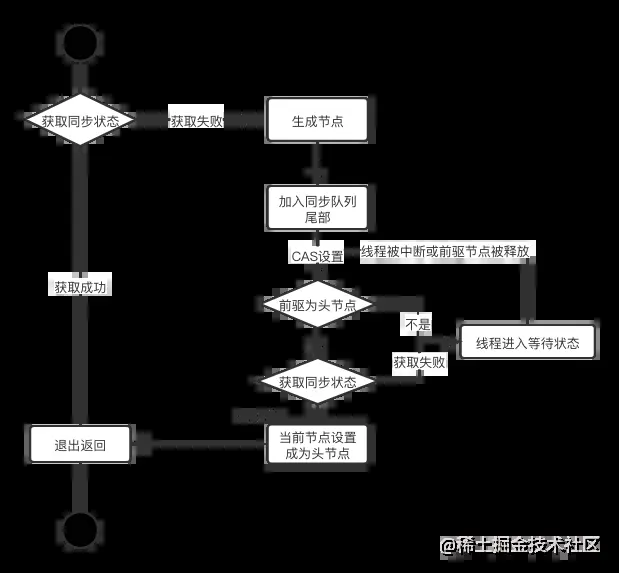 获取同步状态
获取失败
生成节点
加入同步队列
尾部
CAS设置
线程被中断或前驱节点被释放
获取成功
前驱为头节点
不是
线程进入等待状态
获取失败
获取同步状态
退出返回
当前节点设置
成为头节点
@稀土掘金技术社区